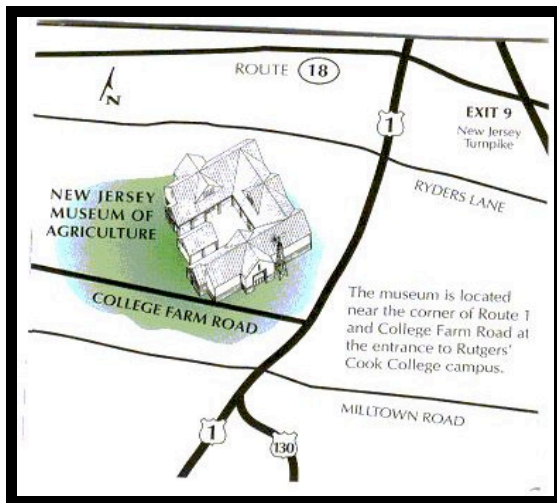 ROUTE 18
N
1
EXIT 9
New Jersey
Turnpike
RYDERS LANE
NEW JERSEY
MUSEUM OF
AGRICULTURE
COLLEGE FARM ROAD
The museum is located
near the corner of Route 1
and College Farm Road at
the entrance to Rutgers'
Cook College campus.
MILLTOWN ROAD
1
130